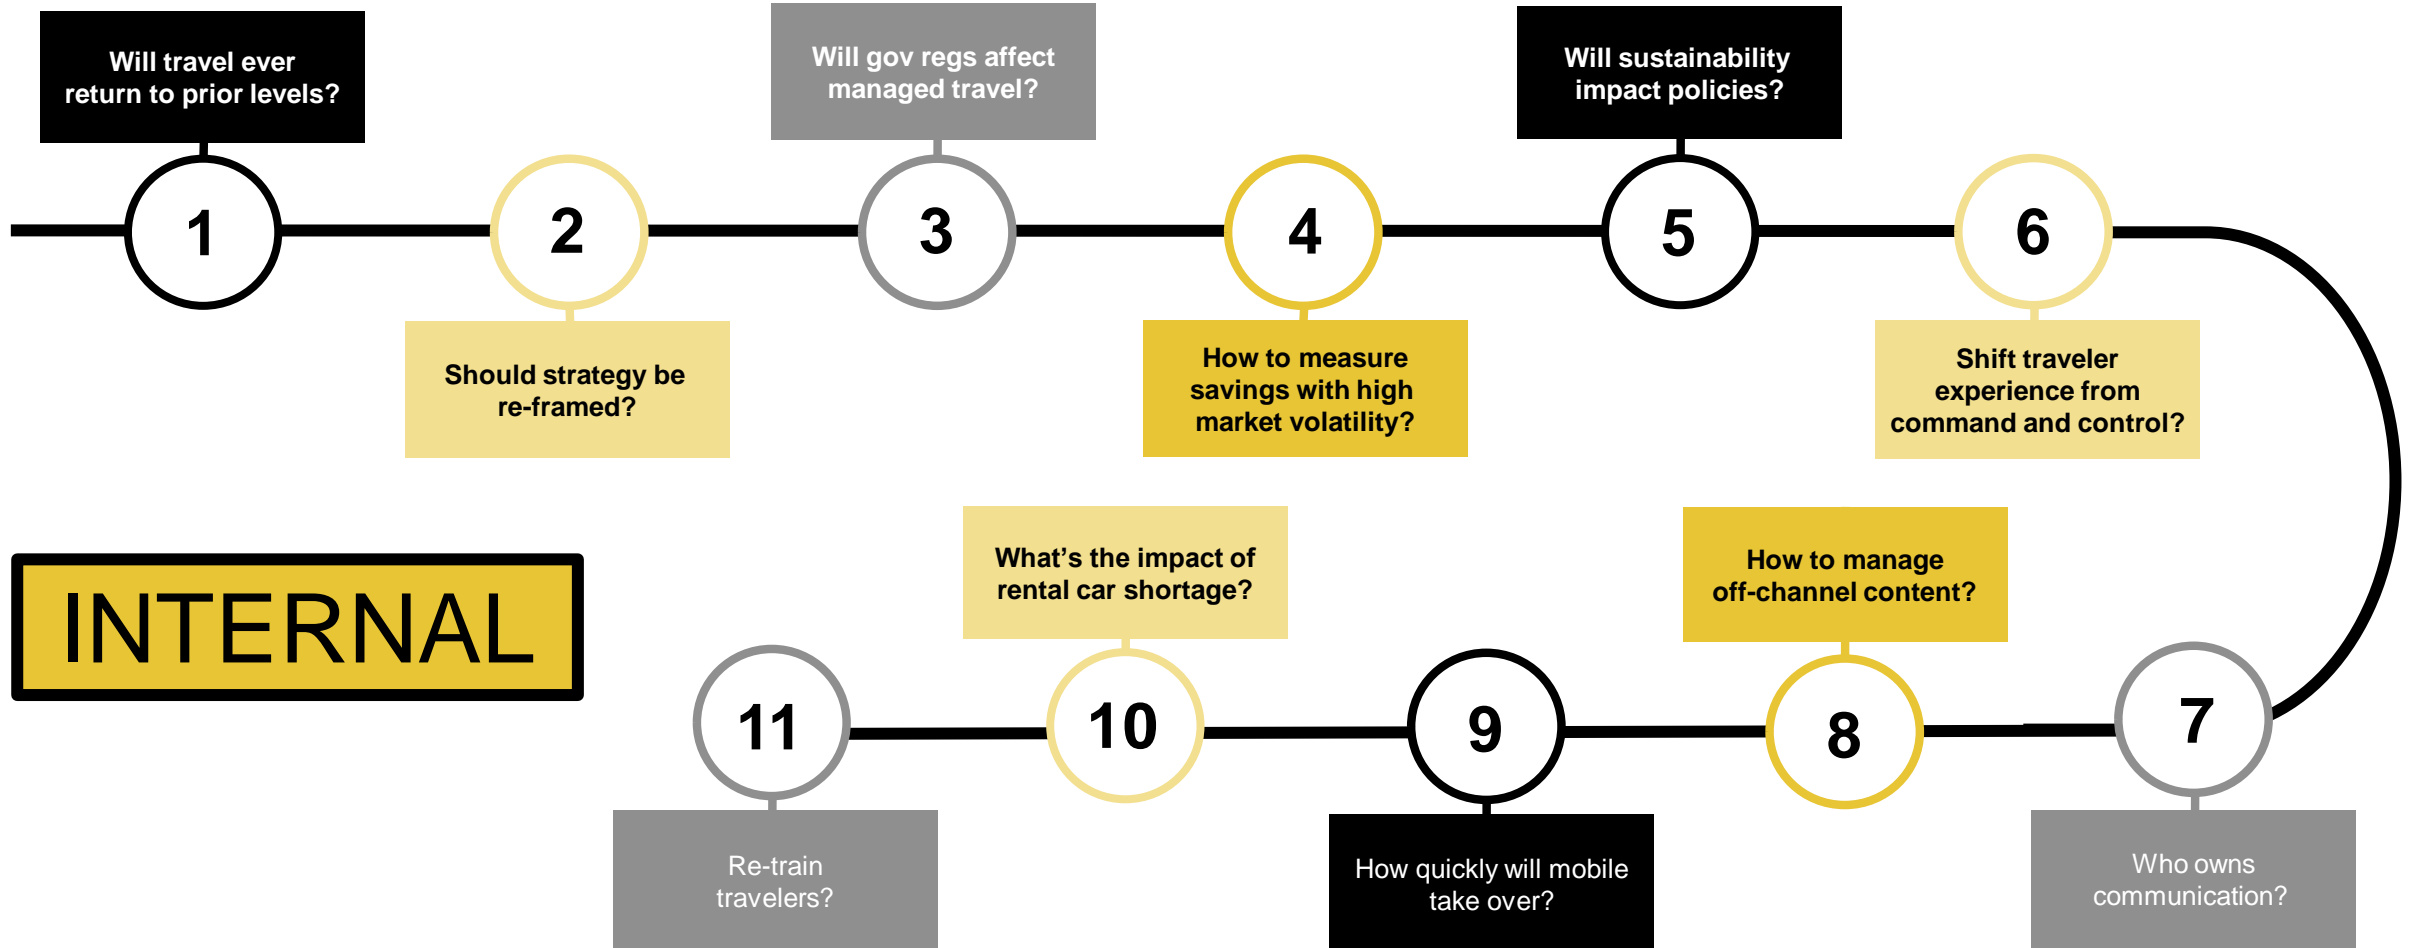 Will travel ever
return to prior levels?
1
2
Should strategy be
re-framed?
Will gov regs affect
managed travel?
3
4
How to measure
savings with high
market volatility?
Will sustainability
impact policies?
5
6
Shift traveler
experience from
command and control?
7
Who owns
communication?
How to manage
off-channel content?
8
9
How quickly will mobile
take over?
What’s the impact of
rental car shortage?
10
11
Re-train
travelers?
INTERNAL